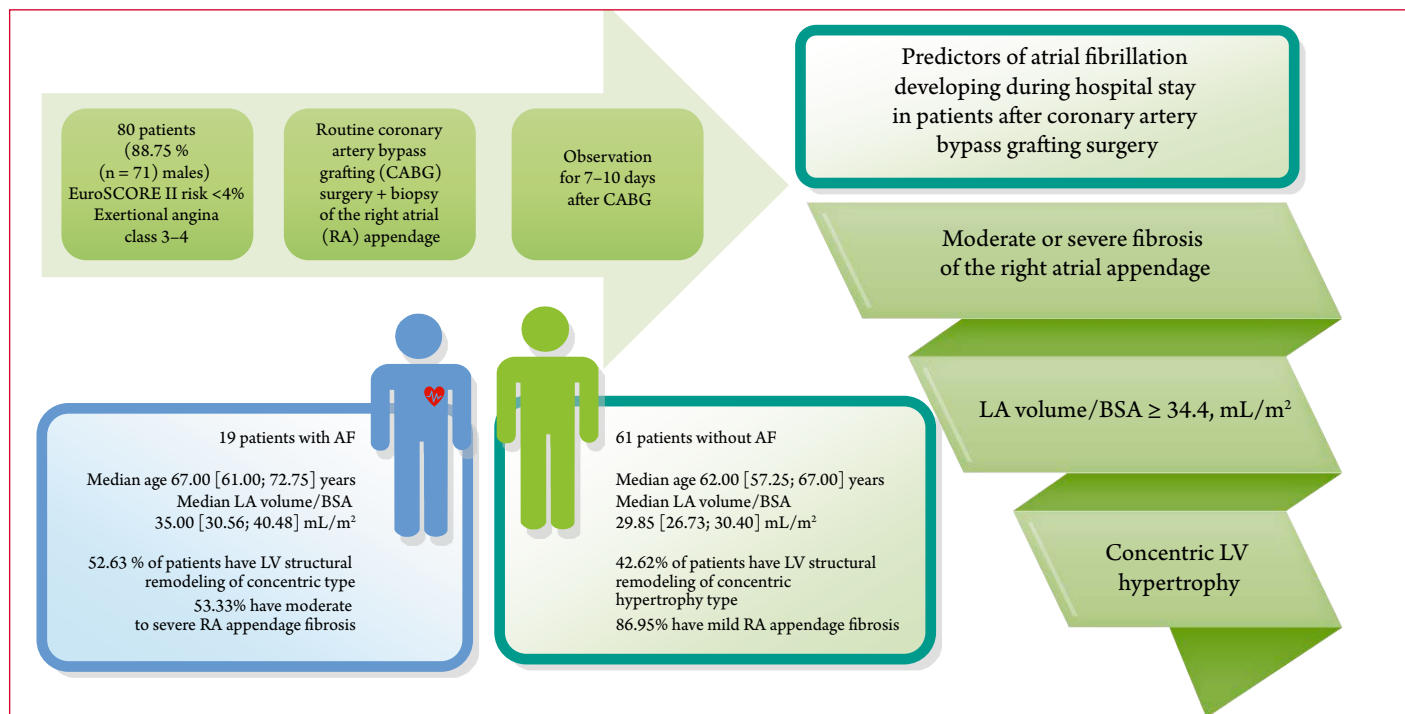 80 patients
(88.75 %
(n = 71) males)
EuroSCORE II risk <4%
Exertional angina
class 3–4
Routine coronary
artery bypass
grafting (CABG)
surgery + biopsy
of the right atrial
(RA) appendage
Observation
for 7–10 days
after CABG
Predictors of atrial fibrillation
developing during hospital stay
in patients after coronary artery
bypass grafting surgery
Moderate or severe fibrosis
of the right atrial appendage
LA volume/BSA ≥ 34.4, mL/m²
Concentric LV
hypertrophy
19 patients with AF
Median age 67.00 [61.00; 72.75] years
Median LA volume/BSA
35.00 [30.56; 40.48] mL/m²
52.63 % of patients have LV structural
remodeling of concentric type
53.33% have moderate
to severe RA appendage fibrosis
61 patients without AF
Median age 62.00 [57.25; 67.00] years
Median LA volume/BSA
29.85 [26.73; 30.40] mL/m²
42.62% of patients have LV structural
remodeling of concentric
hypertrophy type
86.95% have mild RA appendage fibrosis